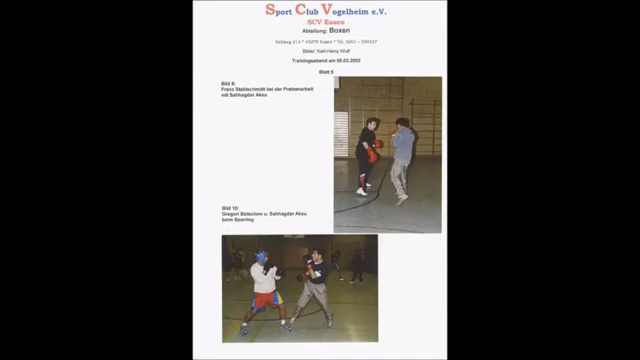 Sport Club Vogelheim e.V.
SCV Essen
Abteilung: Boxen
Bilder: Karl-Heinz Wolf
Trainingsabend am 05.03.2002
Blatt 5
Bild 9:
Franz Stahlschmidt bei der Pratzenarbeit
mit Sahhagdar Aksu
Bild 10:
Gregori Batschew u. Sahhagdar Aksu
beim Sparring